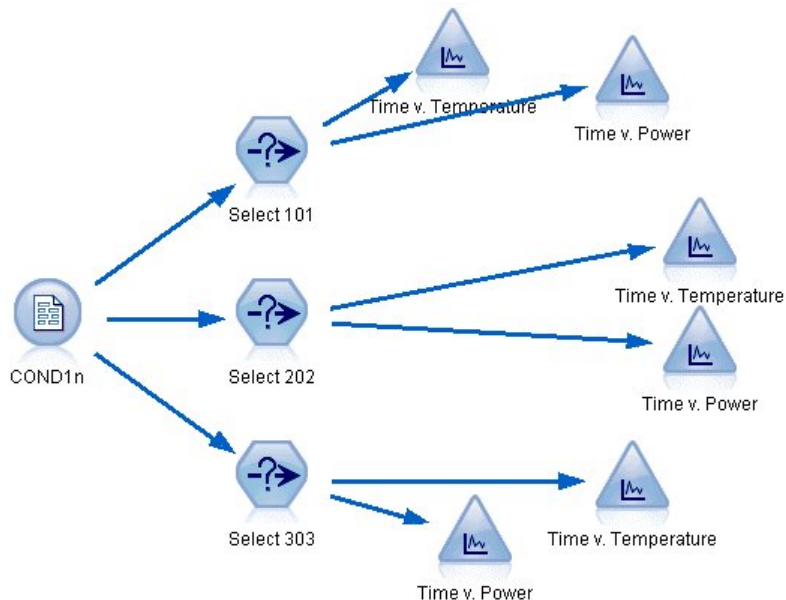 Time v. Temperature
Time v. Power
Select 101
Time v. Temperature
COND1n
Select 202
Time v. Power
Select 303
Time v. Temperature
Time v. Power